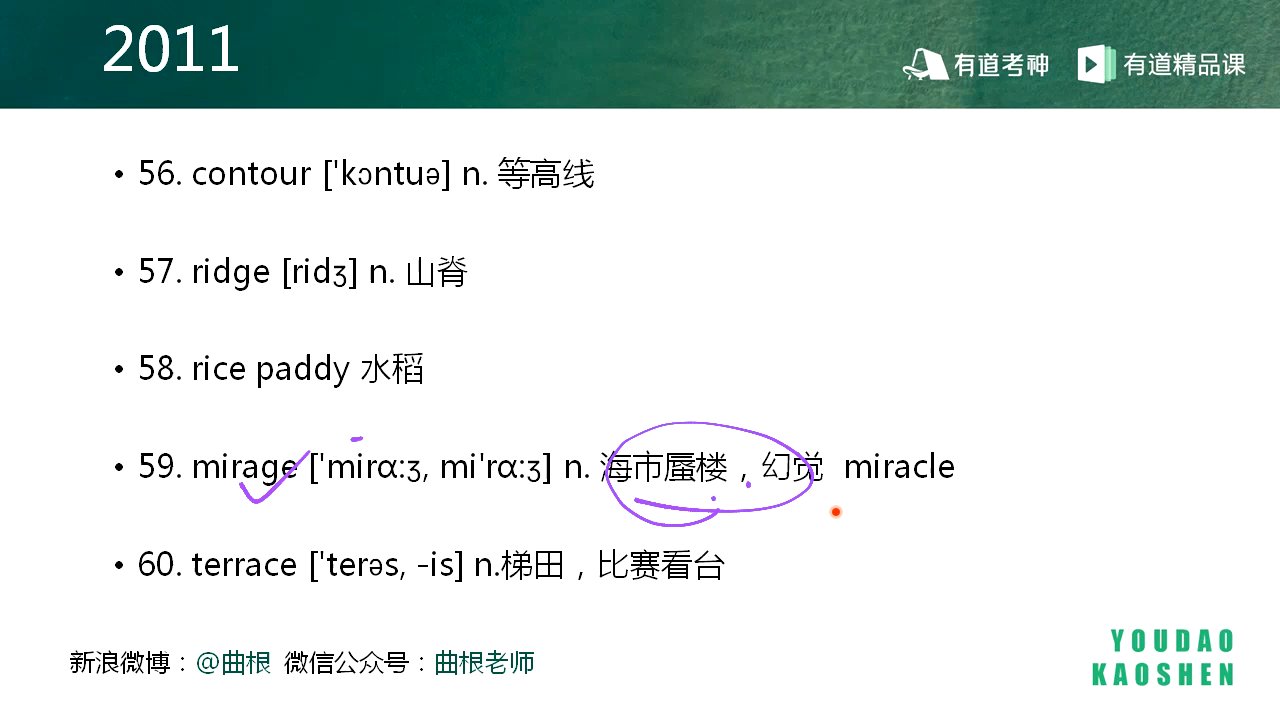 2011
有道考神 有道精品课
• 56. contour ['kɔntuə] n. 等高线
• 57. ridge [ridʒ] n. 山脊
• 58. rice paddy 水稻
• 59. mirage ['mirɑ:ʒ, mi'rɑ:ʒ] n. 海市蜃楼，幻觉 miracle
• 60. terrace ['terəs, -is] n.梯田，比赛看台
新浪微博：@曲根 微信公众号：曲根老师
YOUDAO
KAOSHEN